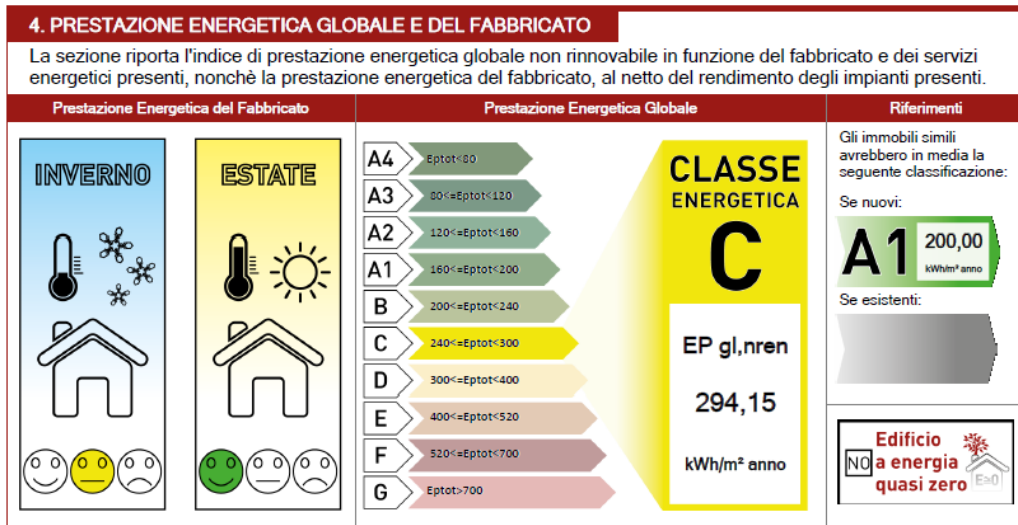 4. PRESTAZIONE ENERGETICA GLOBALE E DEL FABBRICATO
La sezione riporta l'indice di prestazione energetica globale non rinnovabile in funzione del fabbricato e dei servizi
energetici presenti, nonchè la prestazione energetica del fabbricato, al netto del rendimento degli impianti presenti.
Prestazione Energetica del Fabbricato
INVERNO
ESTATE
Prestazione Energetica Globale
A4 Eptot<80
A3 80<=Eptot<120
A2 120<=Eptot<160
A1 160<=Eptot<200
B 200<=Eptot<240
C 240<=Eptot<300
D 300<=Eptot<400
E 400<=Eptot<520
F 520<=Eptot<700
G Eptot>700
CLASSE
ENERGETICA
C
EP gl,nren
294,15
kWh/m² anno
Riferimenti
Gli immobili simili
avrebbero in media la
seguente classificazione:
Se nuovi:
A1 200,00
kWh/m² anno
Se esistenti:
Edificio
NO a energia
quasi zero
E≥0